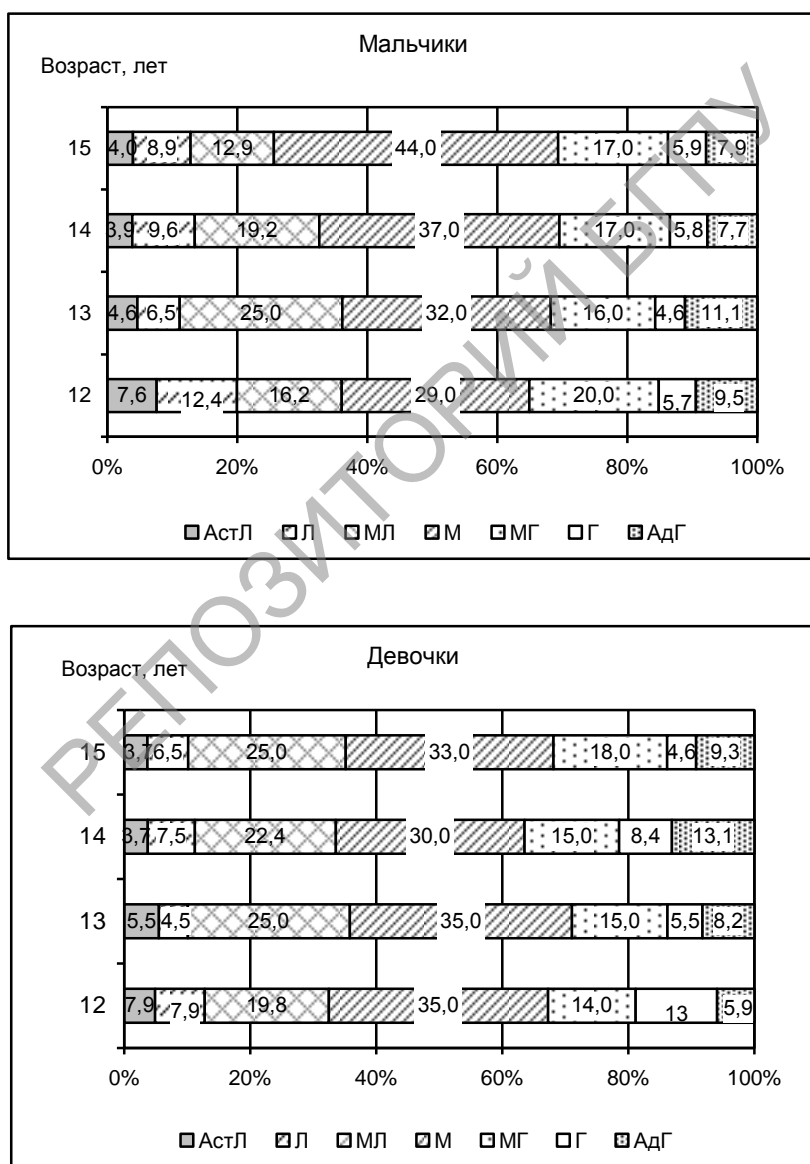 Мальчики
Возраст, лет
15 4,0 8,9 12,9 44,0 17,0 5,9 7,9
14 3,9 9,6 19,2 37,0 17,0 5,8 7,7
13 4,6 6,5 25,0 32,0 16,0 4,6 11,1
12 7,6 12,4 16,2 29,0 20,0 5,7 9,5
0% 20% 40% 60% 80% 100%
АстЛ Л МЛ М МГ Г АдГ
Девочки
Возраст, лет
15 3,7 6,5 25,0 33,0 18,0 4,6 9,3
14 3,7 7,5 22,4 30,0 15,0 8,4 13,1
13 5,5 4,5 25,0 35,0 15,0 5,5 8,2
12 7,9 7,9 19,8 35,0 14,0 13 5,9
0% 20% 40% 60% 80% 100%
АстЛ Л МЛ М МГ Г АдГ
РЕПОЗИТОРИЙ БГПУ